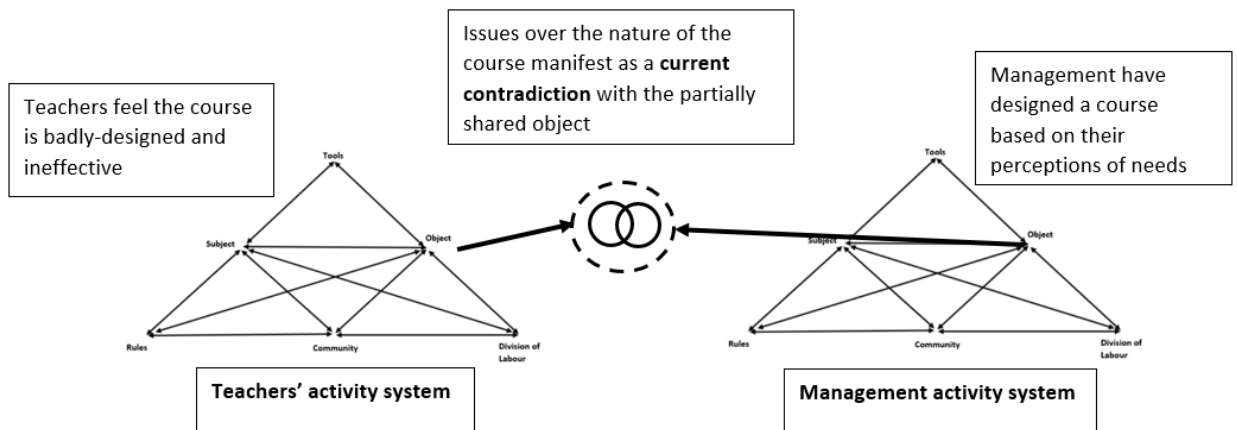 Issues over the nature of the
course manifest as a current
contradiction with the partially
shared object
Teachers feel the course
is badly-designed and
ineffective
Management have
designed a course
based on their
perceptions of needs
Tools
Subject
Object
Rules
Community
Division of
Labour
Teachers’ activity system
Tools
Subject
Object
Rules
Community
Division of
Labour
Management activity system